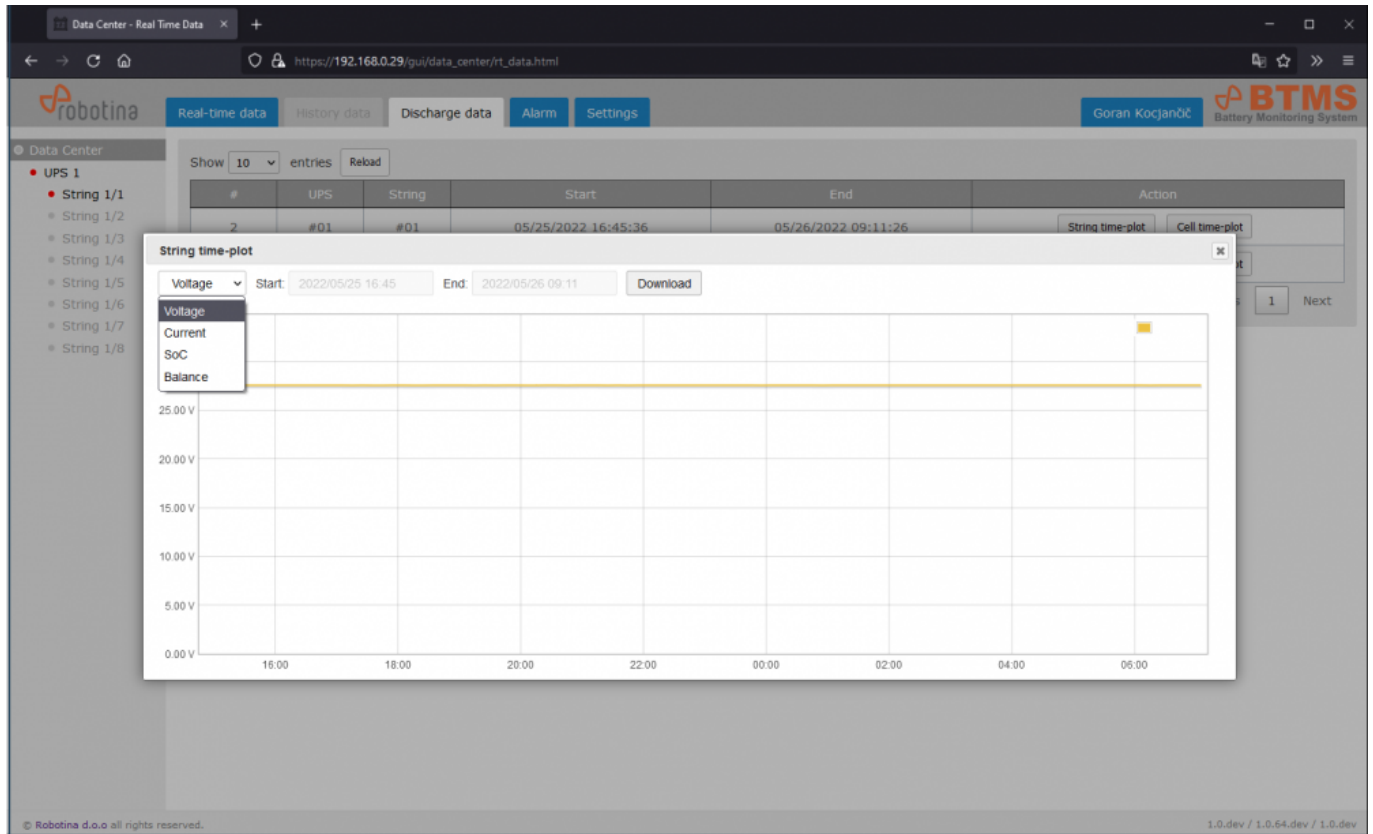 Data Center - Real Time Data
https://192.168.0.29/gui/data_center/rt_data.html
robotina
Real-time data History data Discharge data Alarm Settings
Goran Kocjančič
BTMS
Battery Monitoring System
Data Center
UPS 1
String 1/1
String 1/2
String 1/3
String 1/4
String 1/5
String 1/6
String 1/7
String 1/8
Show 10 entries Reload
# UPS String Start End Action
2 #01 #01 05/25/2022 16:45:36 05/26/2022 09:11:26 String time-plot Cell time-plot
1 Next
String time-plot
Voltage Start: 2022/05/25 16:45 End: 2022/05/26 09:11 Download
Voltage
Current
SoC
Balance
25.00 V
20.00 V
15.00 V
10.00 V
5.00 V
0.00 V
16:00 18:00 20:00 22:00 00:00 02:00 04:00 06:00
© Robotina d.o.o all rights reserved.
1.0.dev / 1.0.64.dev / 1.0.dev